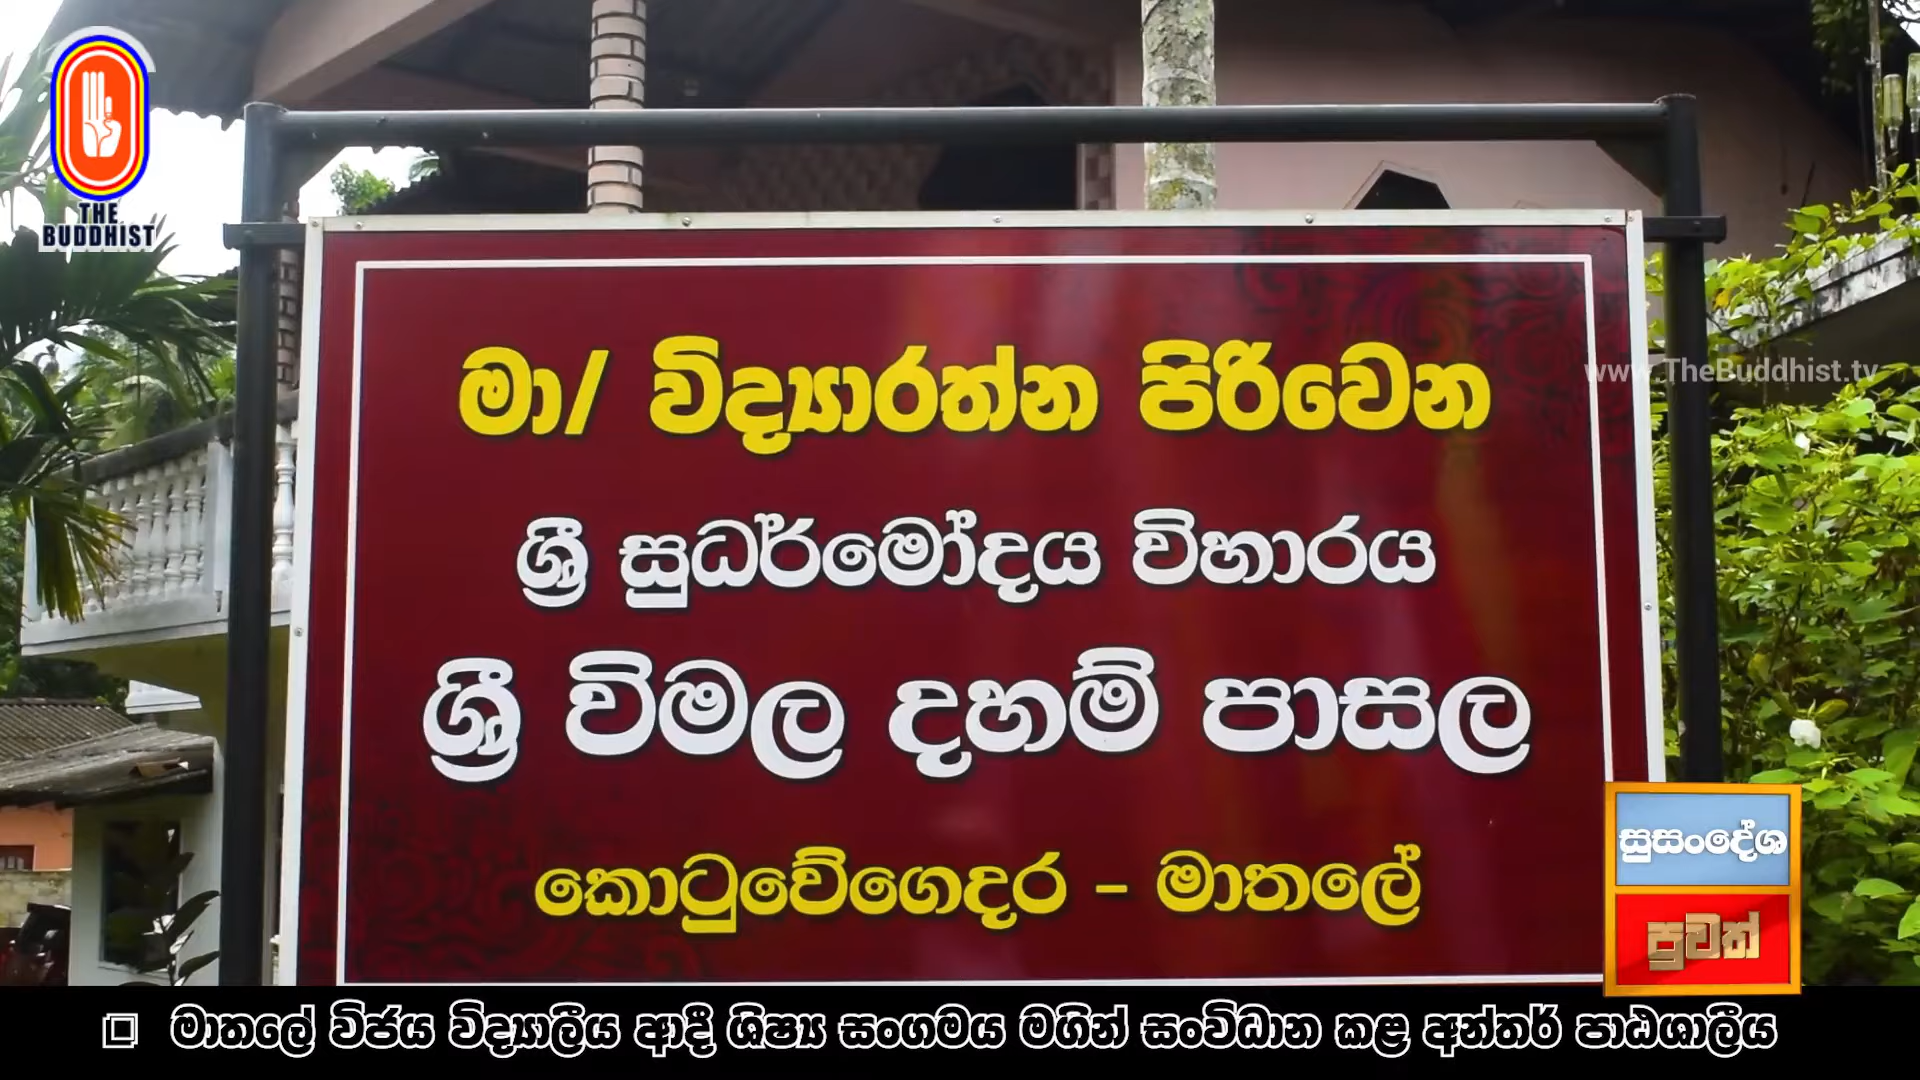 THE
BUDDHIST
මා/ විද්‍යාරත්න පිරිවෙන
www.TheBuddhist.tv
ශ්‍රී සුධර්මෝදය විහාරය
ශ්‍රී විමල දහම් පාසල
සුසංදේශ
කොටුවේගෙදර - මාතලේ
පුවත්
මාතලේ විජය විද්‍යාලීය ආදී ශිෂ්‍ය සංගමය මගින් සංවිධාන කළ අන්තර් පාඨශාලීය